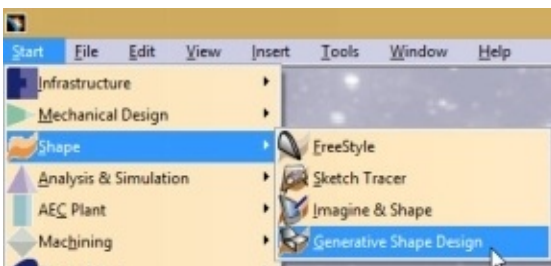 Start File Edit View Insert Tools Window Help
Infrastructure
Mechanical Design
Shape
Analysis & Simulation
AEC Plant
Machining
FreeStyle
Sketch Tracer
Imagine & Shape
Generative Shape Design